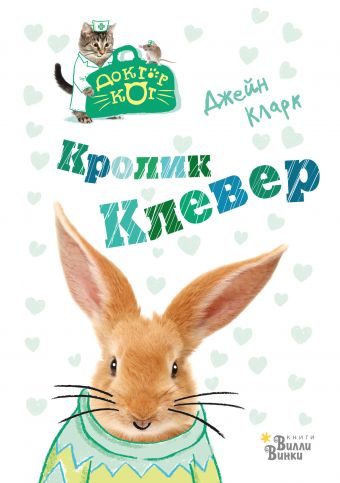 ДОКТОР
КОТ
Джейн
Кларк
Кролик
Клевер
КНИГИ
Вилли
Винки